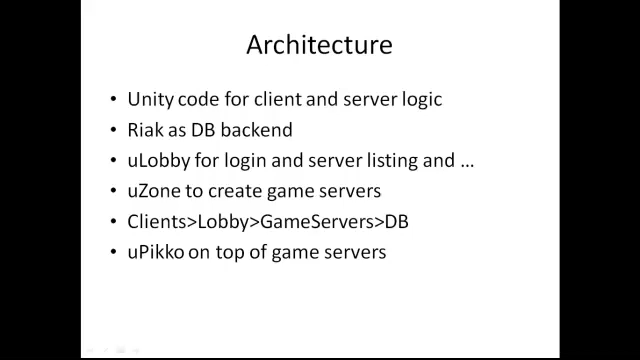 Architecture
• Unity code for client and server logic
• Riak as DB backend
• uLobby for login and server listing and …
• uZone to create game servers
• Clients>Lobby>GameServers>DB
• uPikko on top of game servers